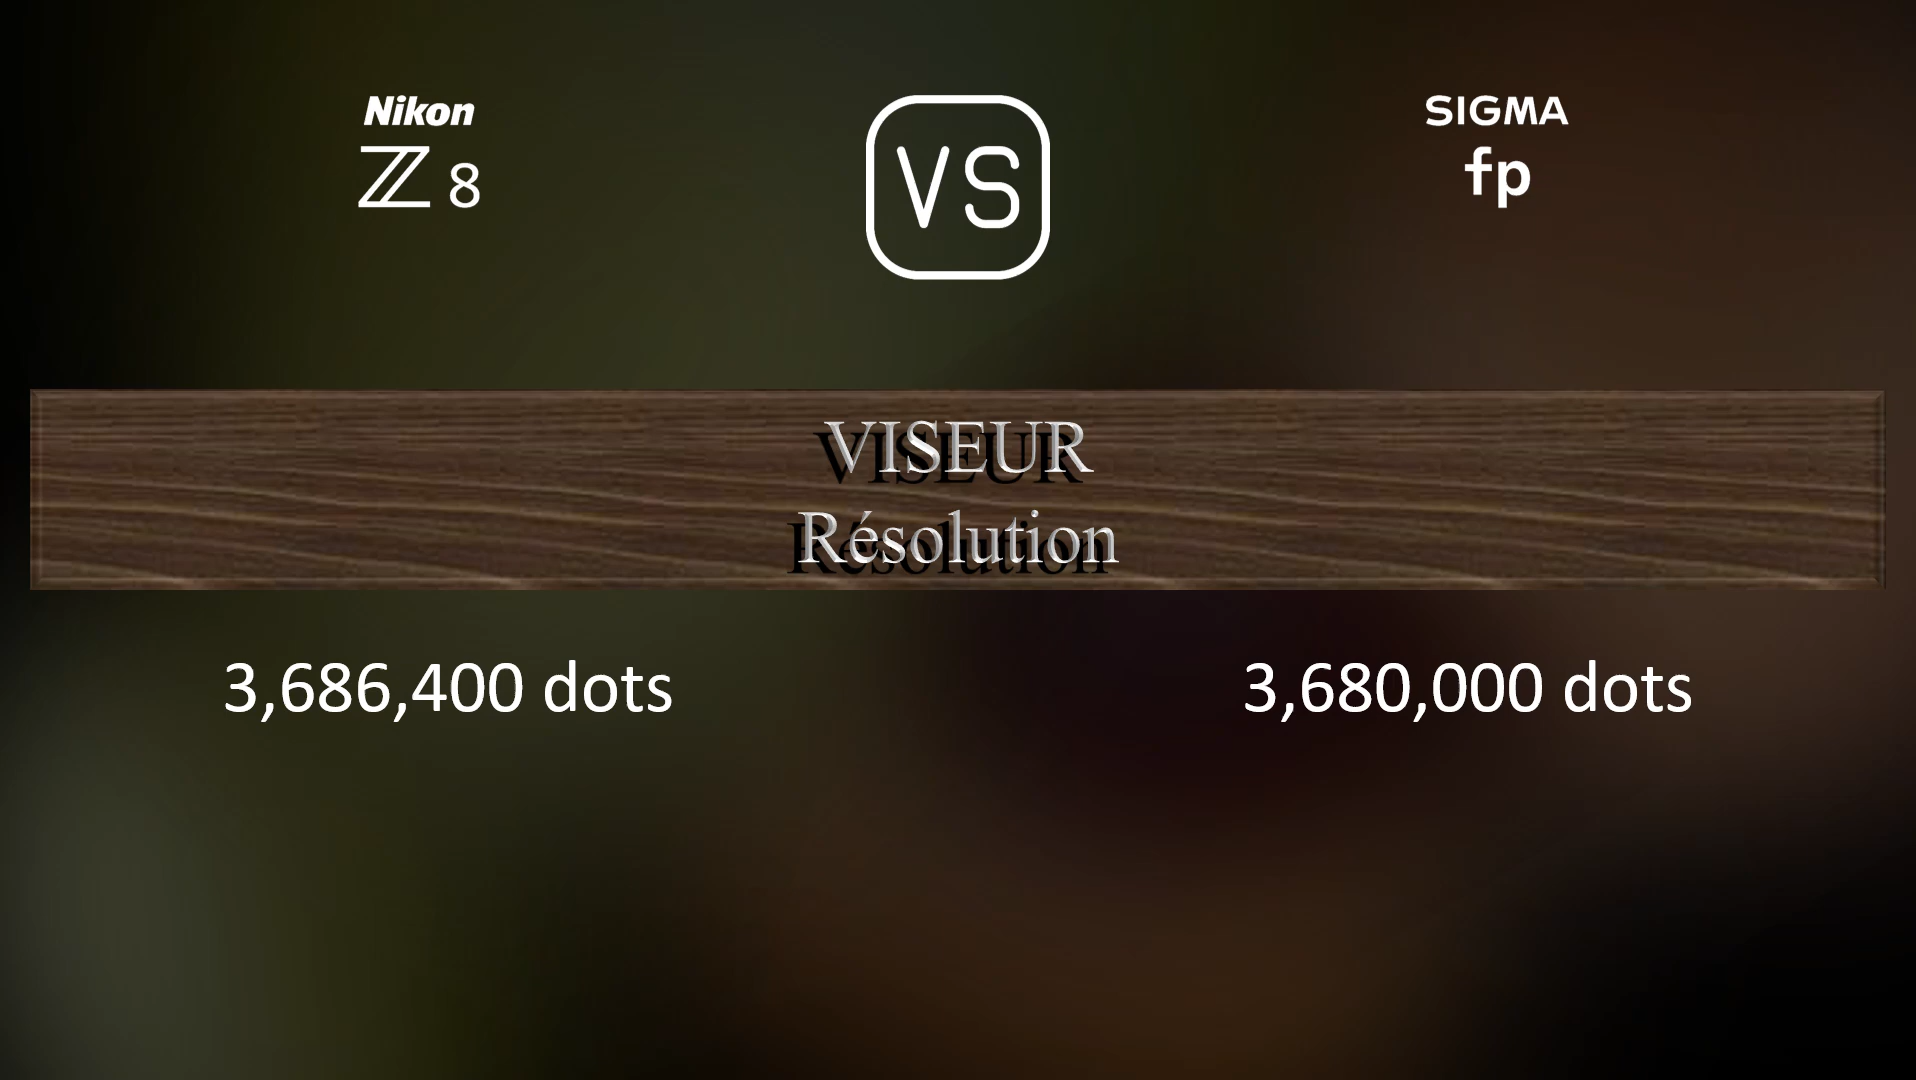 Nikon
Z 8
VS
SIGMA
fp
VISEUR
Résolution
3,686,400 dots
3,680,000 dots